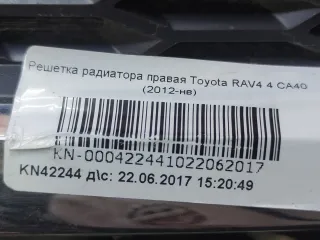 Решетка радиатора правая Toyota RAV4 4 CA40
(2012-нв)
KN-000422441022062017
KN42244 д\с: 22.06.2017 15:20:49